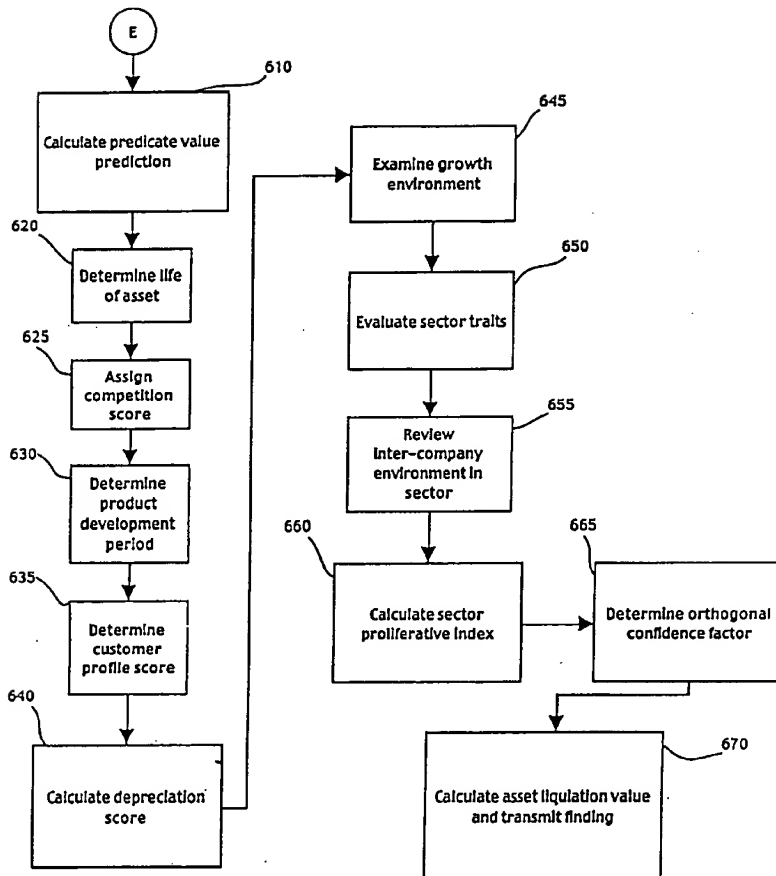 E
610
Calculate predicate value
prediction
620
Determine life
of asset
625
Assign
competition
score
630
Determine
product
development
period
635
Determine
customer
profile score
640
Calculate depreciation
score
645
Examine growth
environment
650
Evaluate sector traits
655
Review
inter-company
environment in
sector
660
Calculate sector
proliferative index
665
Determine orthogonal
confidence factor
670
Calculate asset liquiation value
and transmit finding